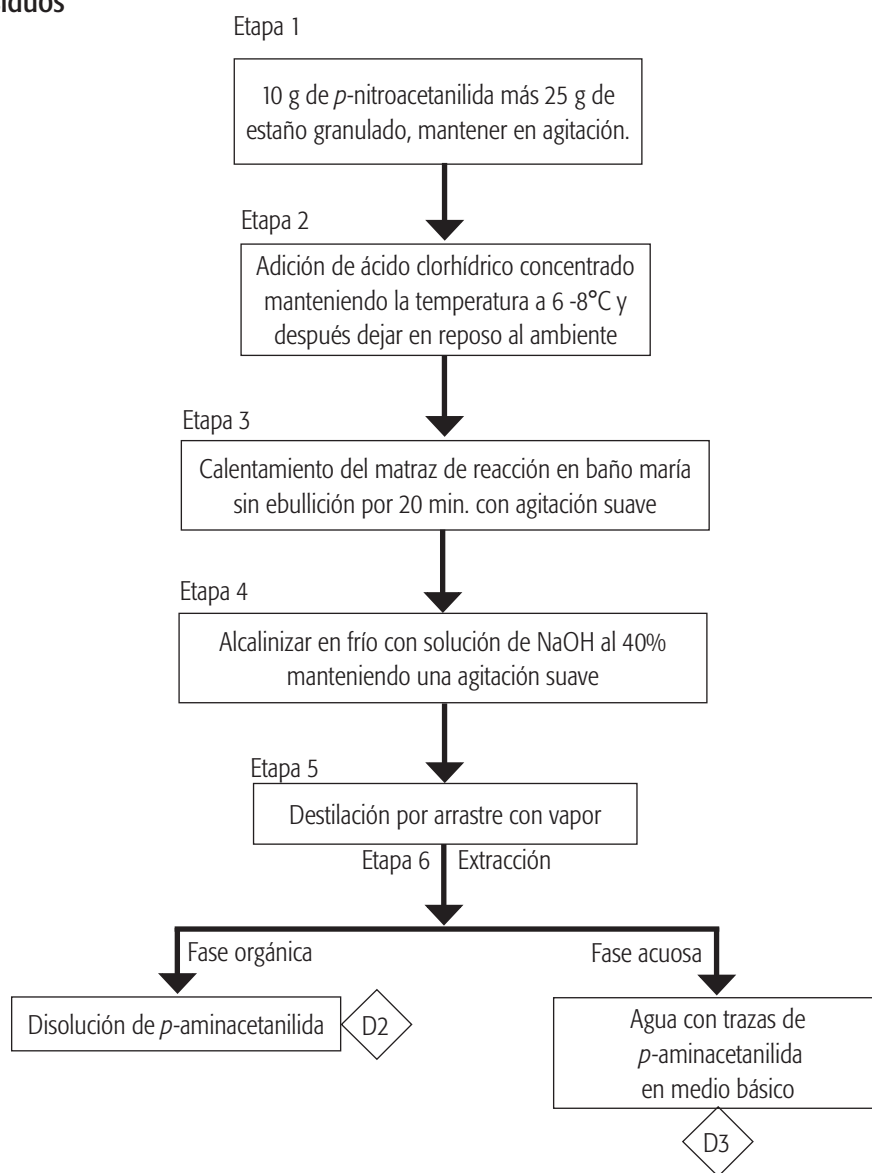 Etapa 1
10 g de p-nitroacetanilida más 25 g de
estaño granulado, mantener en agitación.
Etapa 2
Adición de ácido clorhídrico concentrado
manteniendo la temperatura a 6 -8°C y
después dejar en reposo al ambiente
Etapa 3
Calentamiento del matraz de reacción en baño maría
sin ebullición por 20 min. con agitación suave
Etapa 4
Alcalinizar en frío con solución de NaOH al 40%
manteniendo una agitación suave
Etapa 5
Destilación por arrastre con vapor
Etapa 6 Extracción
Fase orgánica
Fase acuosa
Disolución de p-aminacetanilida
D2
Agua con trazas de
p-aminacetanilida
en medio básico
D3